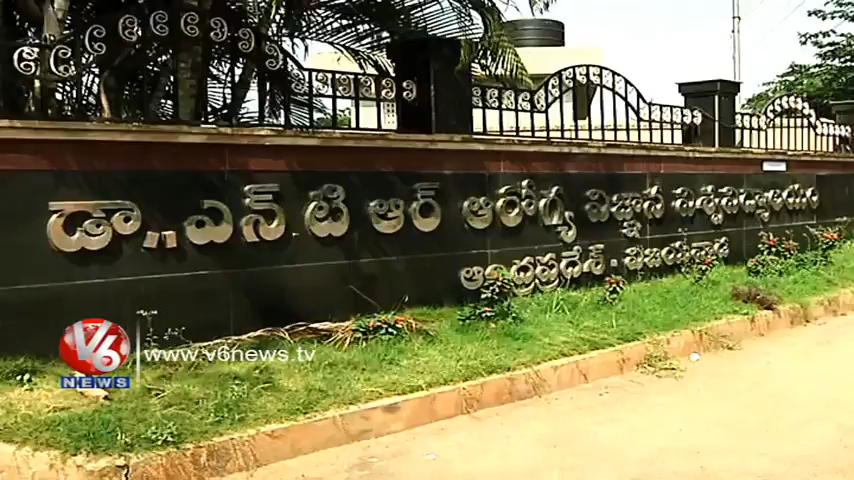 డా.. ఎన్ టి ఆర్ ఆరోగ్య విజ్ఞాన విశ్వవిద్యాలయం
ఆంధ్రప్రదేశ్ - విజయవాడ
V6
NEWS
www.v6news.tv